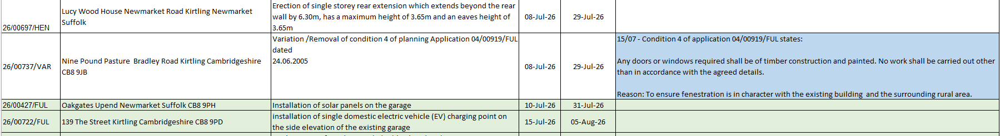 Lucy Wood House Newmarket Road Kirtling Newmarket
Suffolk
26/00697/HEN
Erection of single storey rear extension which extends beyond the rear
wall by 6.30m, has a maximum height of 3.65m and an eaves height of
3.65m
08-Jul-26
29-Jul-26
26/00737/VAR
Nine Pound Pasture  Bradley Road Kirtling Cambridgeshire
CB8 9JB
Variation /Removal of condition 4 of planning Application 04/00919/FUL
dated
24.06.2005
08-Jul-26
29-Jul-26
15/07 - Condition 4 of application 04/00919/FUL states:
Any doors or windows required shall be of timber construction and painted. No work shall be carried out other
than in accordance with the agreed details.
Reason: To ensure fenestration is in character with the existing building  and the surrounding rural area.
26/00427/FUL
Oakgates Upend Newmarket Suffolk CB8 9PH
Installation of solar panels on the garage
10-Jul-26
31-Jul-26
26/00722/FUL
139 The Street Kirtling Cambridgeshire CB8 9PD
installation of single domestic electric vehicle (EV) charging point on
the side elevation of the existing garage
15-Jul-26
05-Aug-26